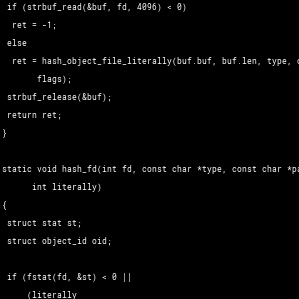 if (strbuf_read(&buf, fd, 4096) < 0)
ret = -1;
else
ret = hash_object_file_literally(buf.buf, buf.len, type,
flags);
strbuf_release(&buf);
return ret;
}
static void hash_fd(int fd, const char *type, const char *pa
int literally)
{
struct stat st;
struct object_id oid;
if (fstat(fd, &st) < 0 ||
(literally